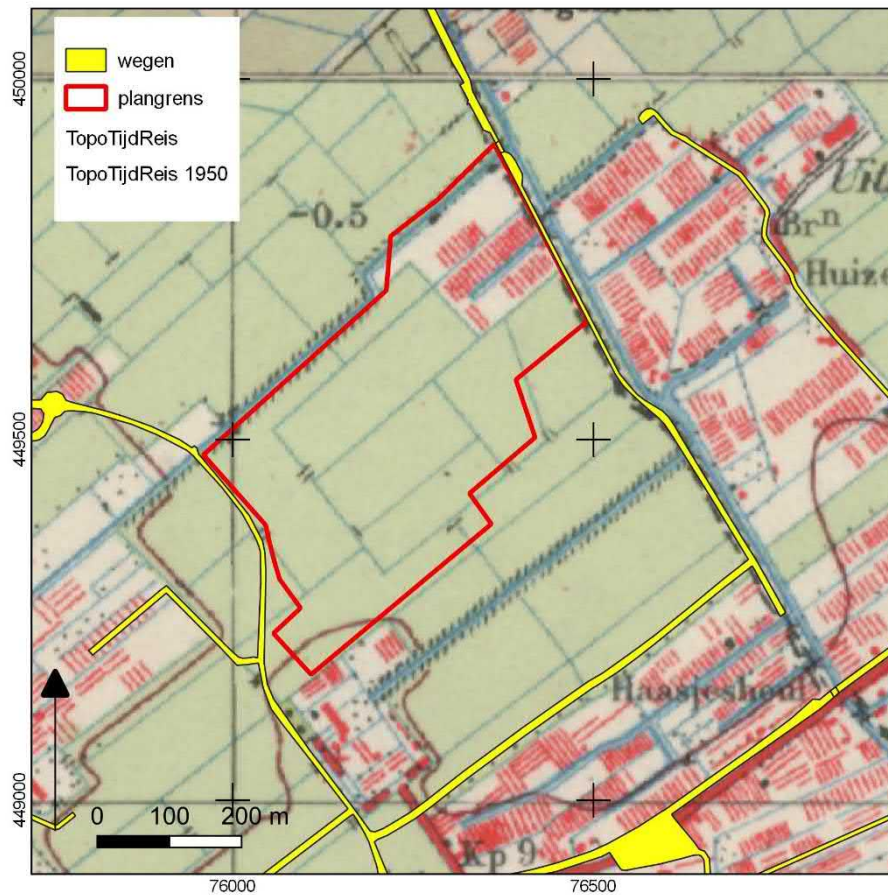 wegen
plangrens
TopoTijdReis
TopoTijdReis 1950
450000
449500
449000
-0.5
Br n
Huize
Haasjeshoek
Kp 9
0 100 200 m
76000
76500